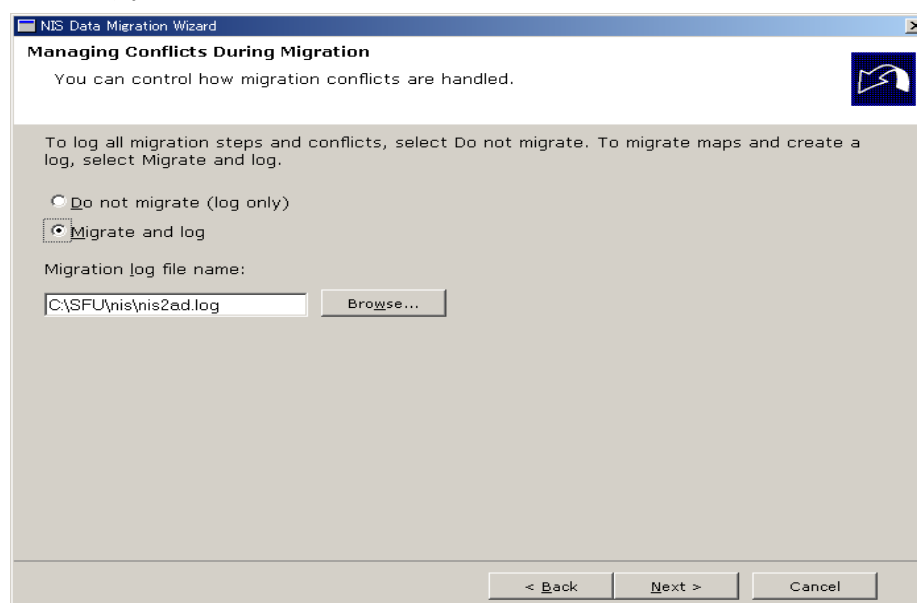 NIS Data Migration Wizard
Managing Conflicts During Migration
You can control how migration conflicts are handled.
To log all migration steps and conflicts, select Do not migrate. To migrate maps and create a
log, select Migrate and log.
Do not migrate (log only)
Migrate and log
Migration log file name:
C:\SFU\nis\nis2ad.log
Browse...
< Back
Next >
Cancel